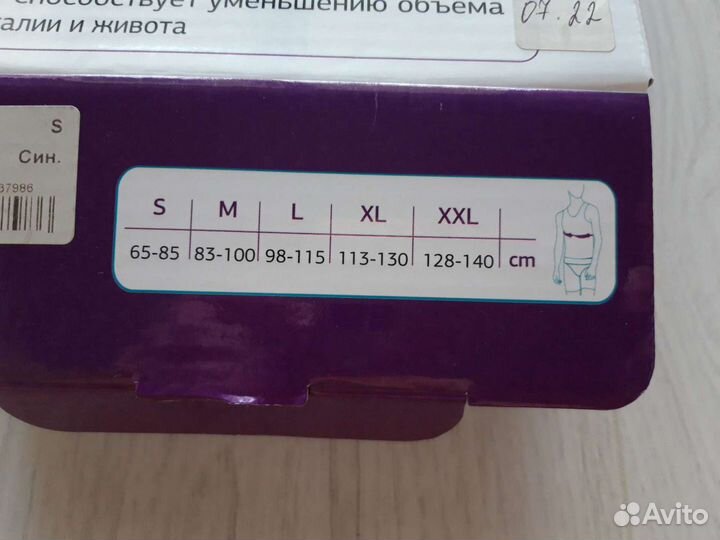 способствует уменьшению объема
талии и живота
07.22
S
Син.
37986
S M L XL XXL
65-85 83-100 98-115 113-130 128-140 cm
Avito